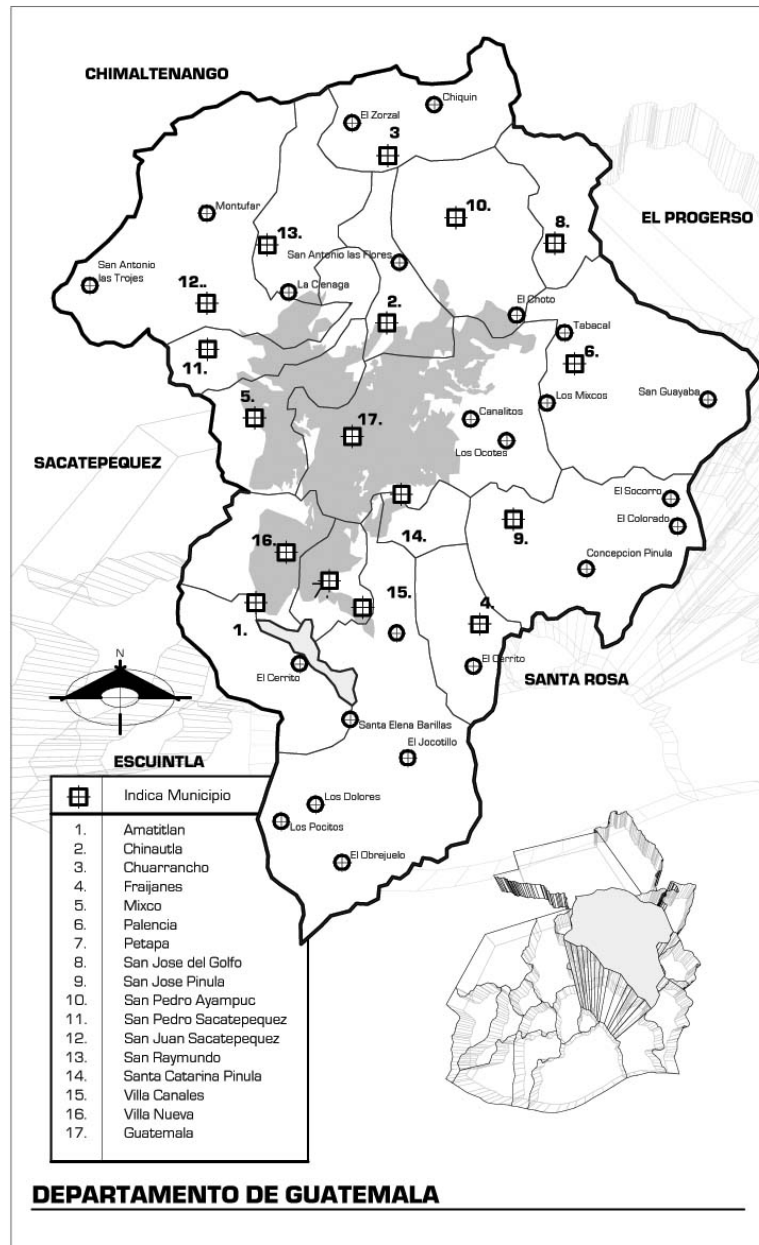 CHIMALTENANGO
Chiquin
El Zorzal
3
Montufar
10.
EL PROGERSO
13.
8.
San Antonio las Flores
San Antonio
las Trojes
La Cienaga
12..
El Choto
2.
Tabacal
11.
6.
5.
Los Mixcos
San Guayaba
Canalitos
17.
Los Ocotes
SACATEPEQUEZ
El Socorro
El Colorado
14.
9.
16.
Concepcion Pinula
15.
4.
1.
N
El Cerrito
El Cerrito
SANTA ROSA
Santa Elena Barillas
ESCUINTLA
El Jocotillo
Indica Municipio
Los Dolores
Los Pocitos
El Obrejuelo
1. Amatitlan
2. Chinautla
3. Chuarrancho
4. Fraijanes
5. Mixco
6. Palencia
7. Petapa
8. San Jose del Golfo
9. San Jose Pinula
10. San Pedro Ayampuc
11. San Pedro Sacatepequez
12. San Juan Sacatepequez
13. San Raymundo
14. Santa Catarina Pinula
15. Villa Canales
16. Villa Nueva
17. Guatemala
DEPARTAMENTO DE GUATEMALA